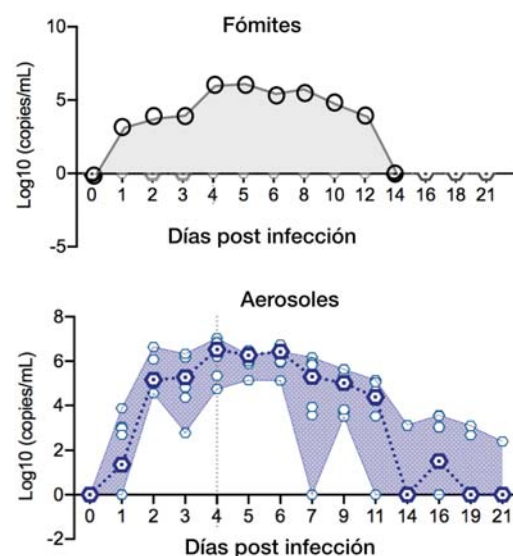 Fómites
10
5
0
-5
Log10 (copies/mL)
0 1 2 3 4 5 6 8 10 12 14 16 18 21
Días post infección
Aerosoles
8
6
4
2
0
-2
Log10 (copies/mL)
0 1 2 3 4 5 6 7 9 11 14 16 19 21
Días post infección